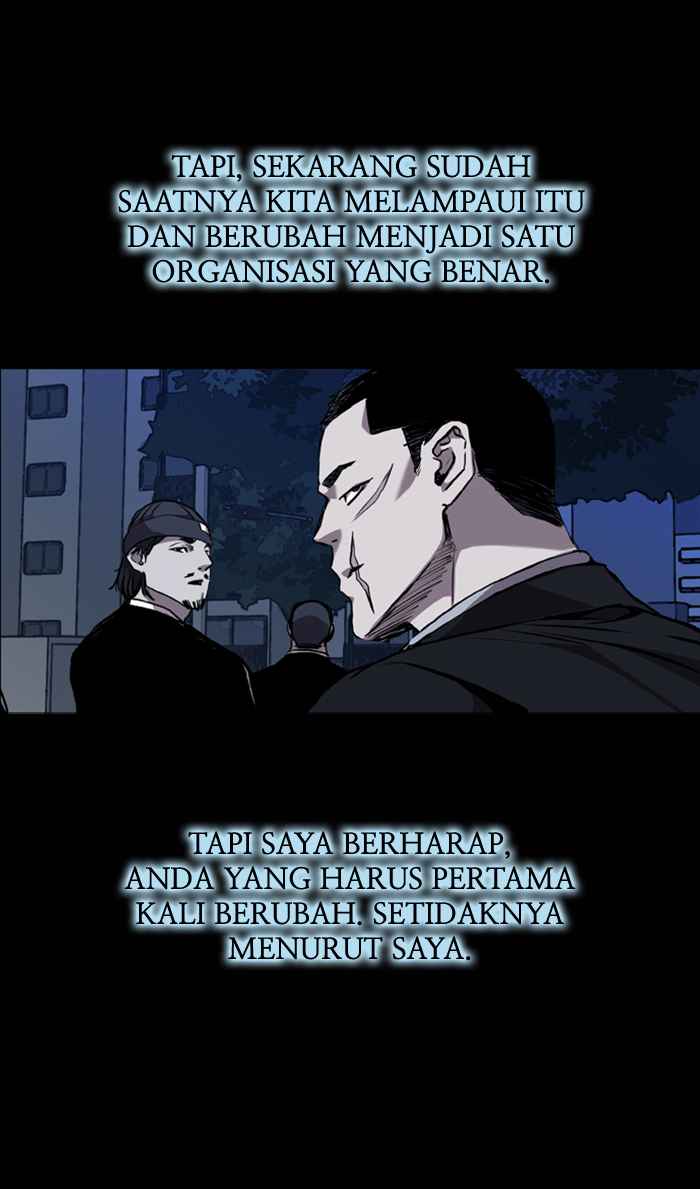 TAPI, SEKARANG SUDAH
SAATNYA KITA MELAMPAUI ITU
DAN BERUBAH MENJADI SATU
ORGANISASI YANG BENAR.
TAPI SAYA BERHARAP,
ANDA YANG HARUS PERTAMA
KALI BERUBAH. SETIDAKNYA
MENURUT SAYA.